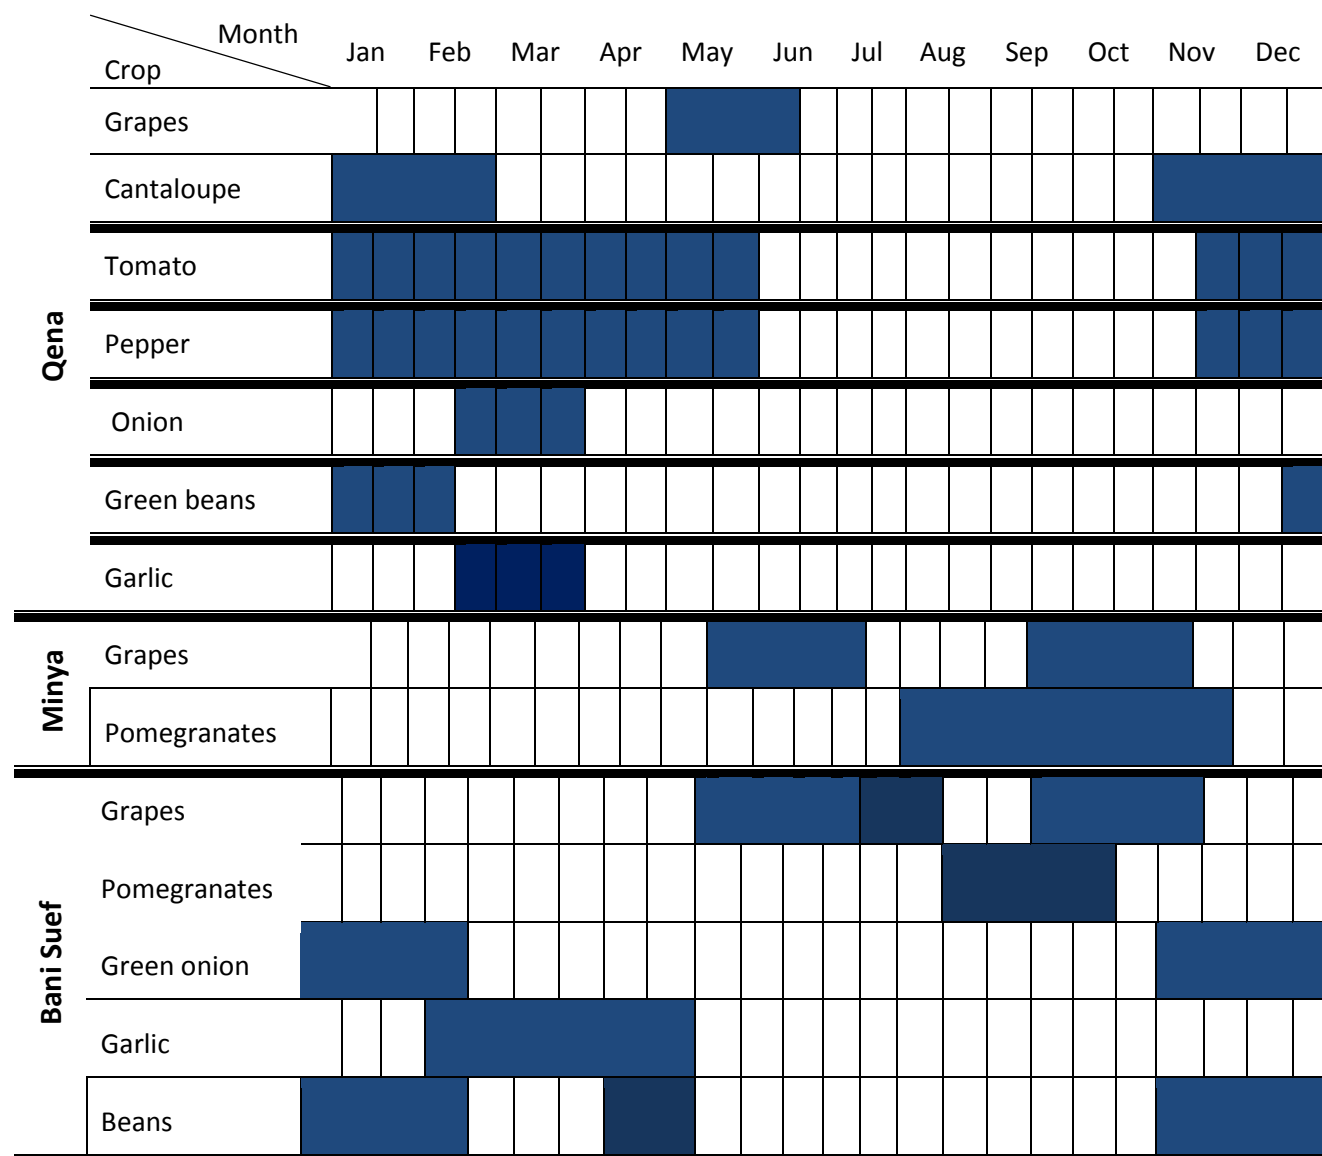 Month
Crop
Jan Feb Mar Apr May Jun Jul Aug Sep Oct Nov Dec
Qena
Grapes
Cantaloupe
Tomato
Pepper
Onion
Green beans
Garlic
Minya
Grapes
Pomegranates
Bani Suef
Grapes
Pomegranates
Green onion
Garlic
Beans